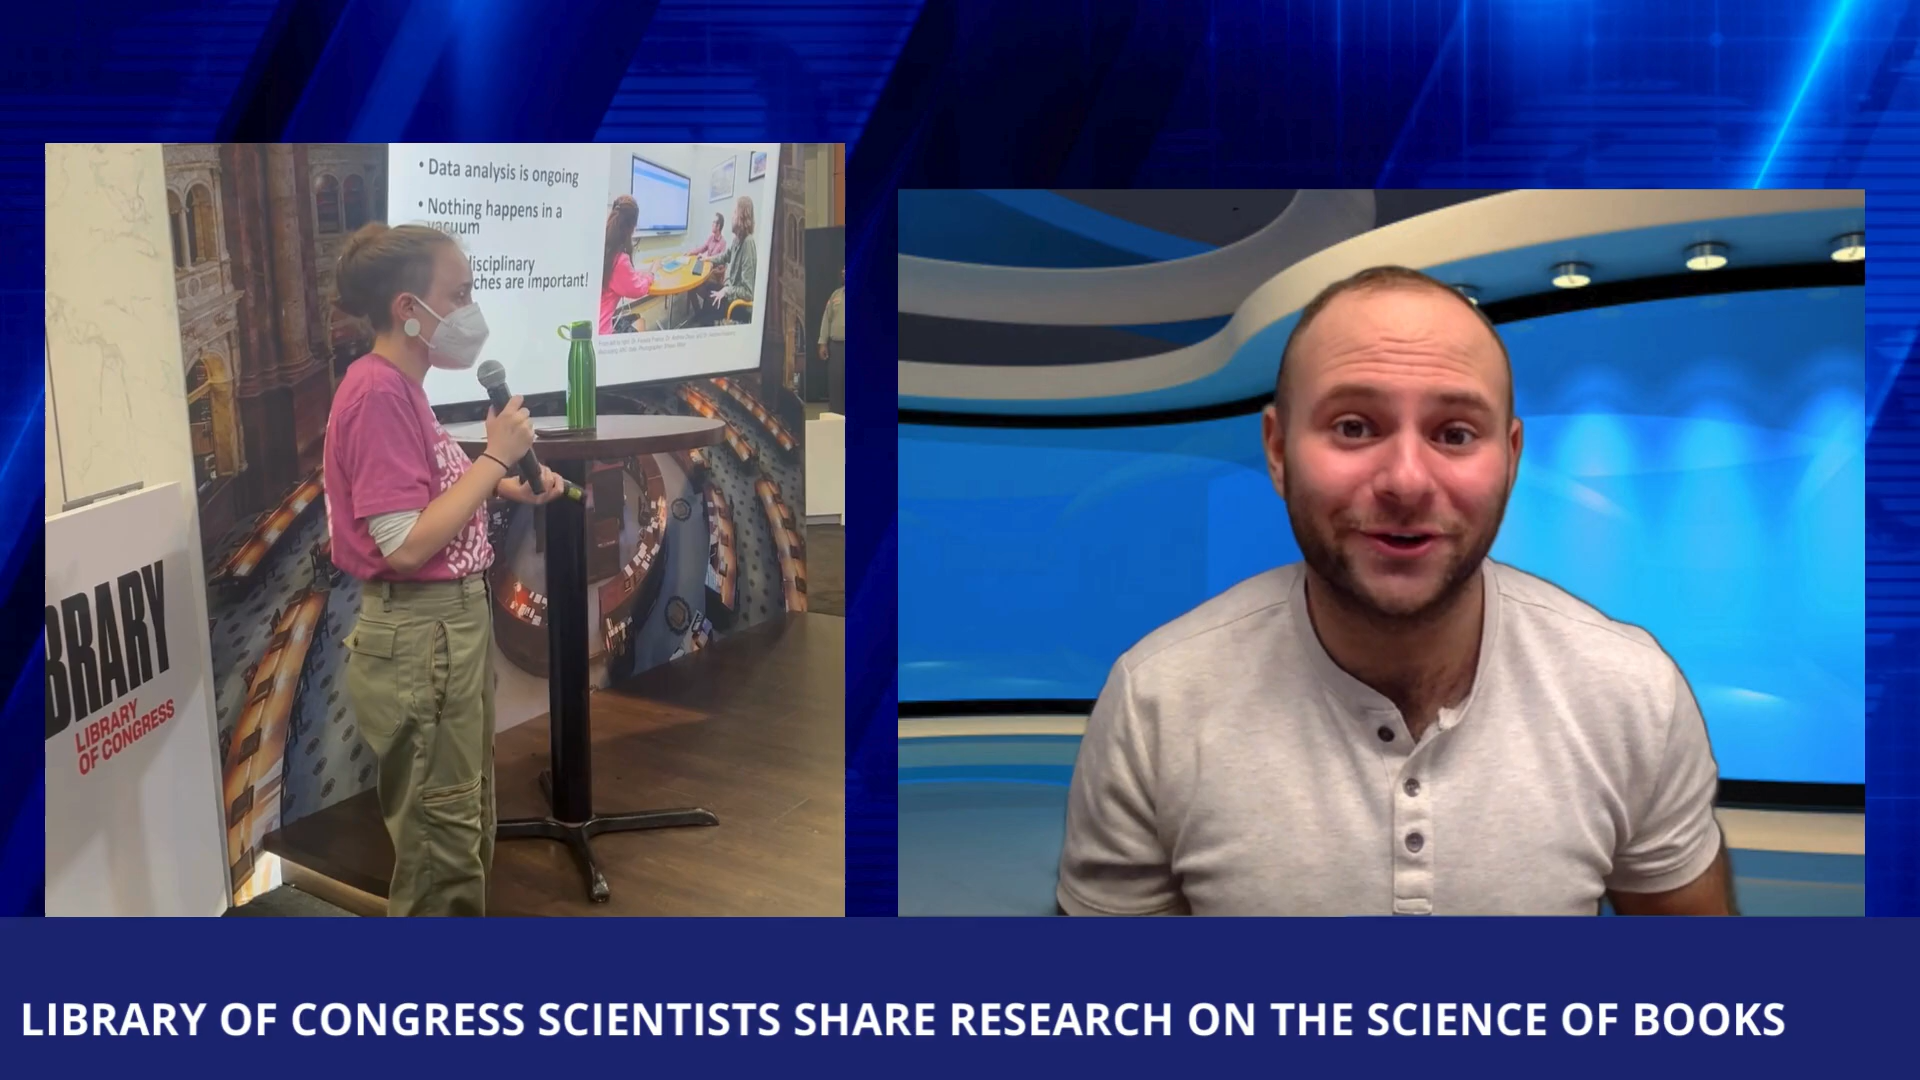 • Data analysis is ongoing
• Nothing happens in a
vacuum
disciplinary
ches are important!
BRARY
LIBRARY
OF CONGRESS
LIBRARY OF CONGRESS SCIENTISTS SHARE RESEARCH ON THE SCIENCE OF BOOKS